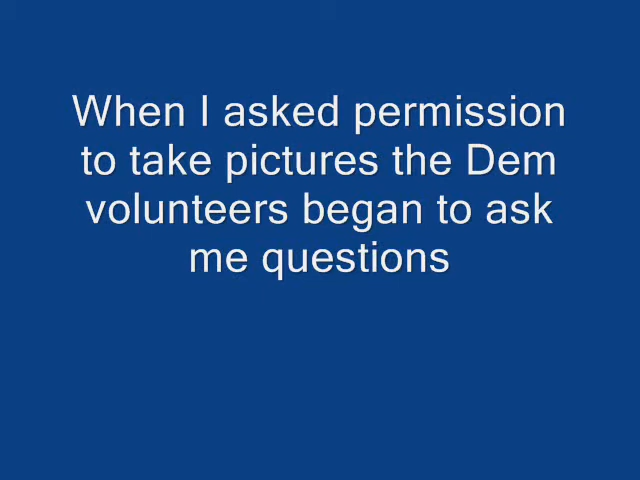 When I asked permission
to take pictures the Dem
volunteers began to ask
me questions